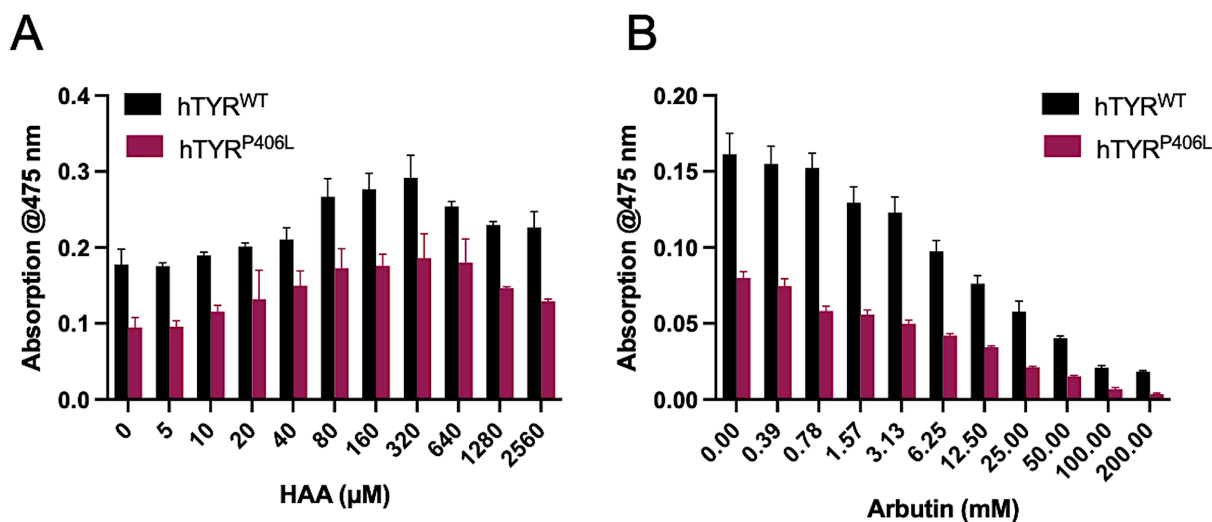 A
Absorption @475 nm
0.4
0.3
0.2
0.1
0.0
hTYRᵂᵀ
hTYRᴾ⁴⁰⁶ᴸ
0 5 10 20 40 80 160 320 640 1280 2560
HAA (μM)
B
Absorption @475 nm
0.20
0.15
0.10
0.05
0.00
hTYRᵂᵀ
hTYRᴾ⁴⁰⁶ᴸ
0.00 0.39 0.78 1.57 3.13 6.25 12.50 25.00 50.00 100.00 200.00
Arbutin (mM)